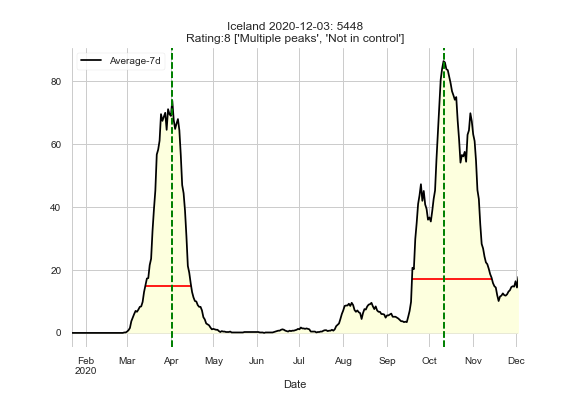 Iceland 2020-12-03: 5448
Rating:8 ['Multiple peaks', 'Not in control']
Average-7d
80
60
40
20
0
Feb Mar Apr May Jun Jul Aug Sep Oct Nov Dec
2020
Date